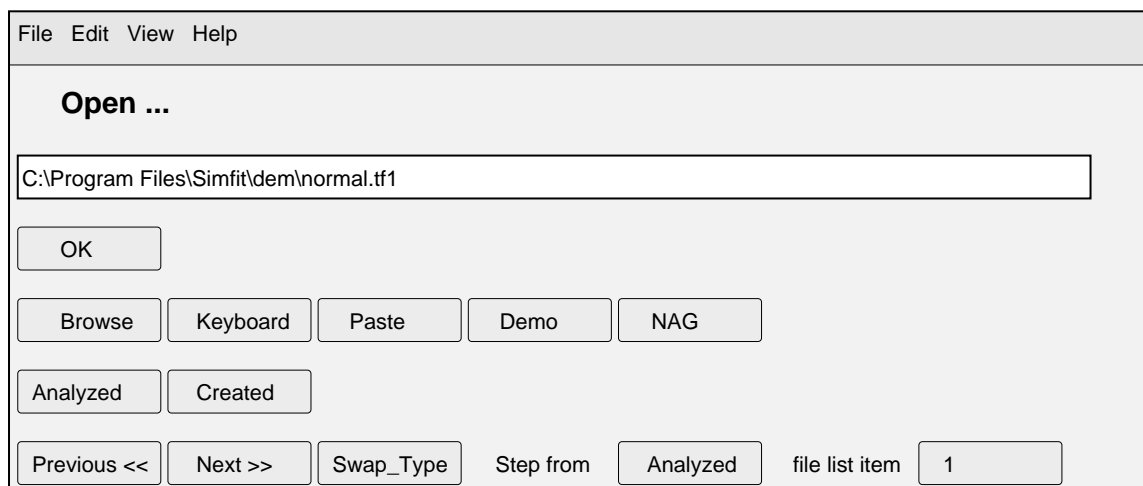 File Edit View Help
Open ...
C:\Program Files\Simfit\dem\normal.tf1
OK
Browse Keyboard Paste Demo NAG
Analyzed Created
Previous << Next >> Swap_Type Step from Analyzed file list item 1